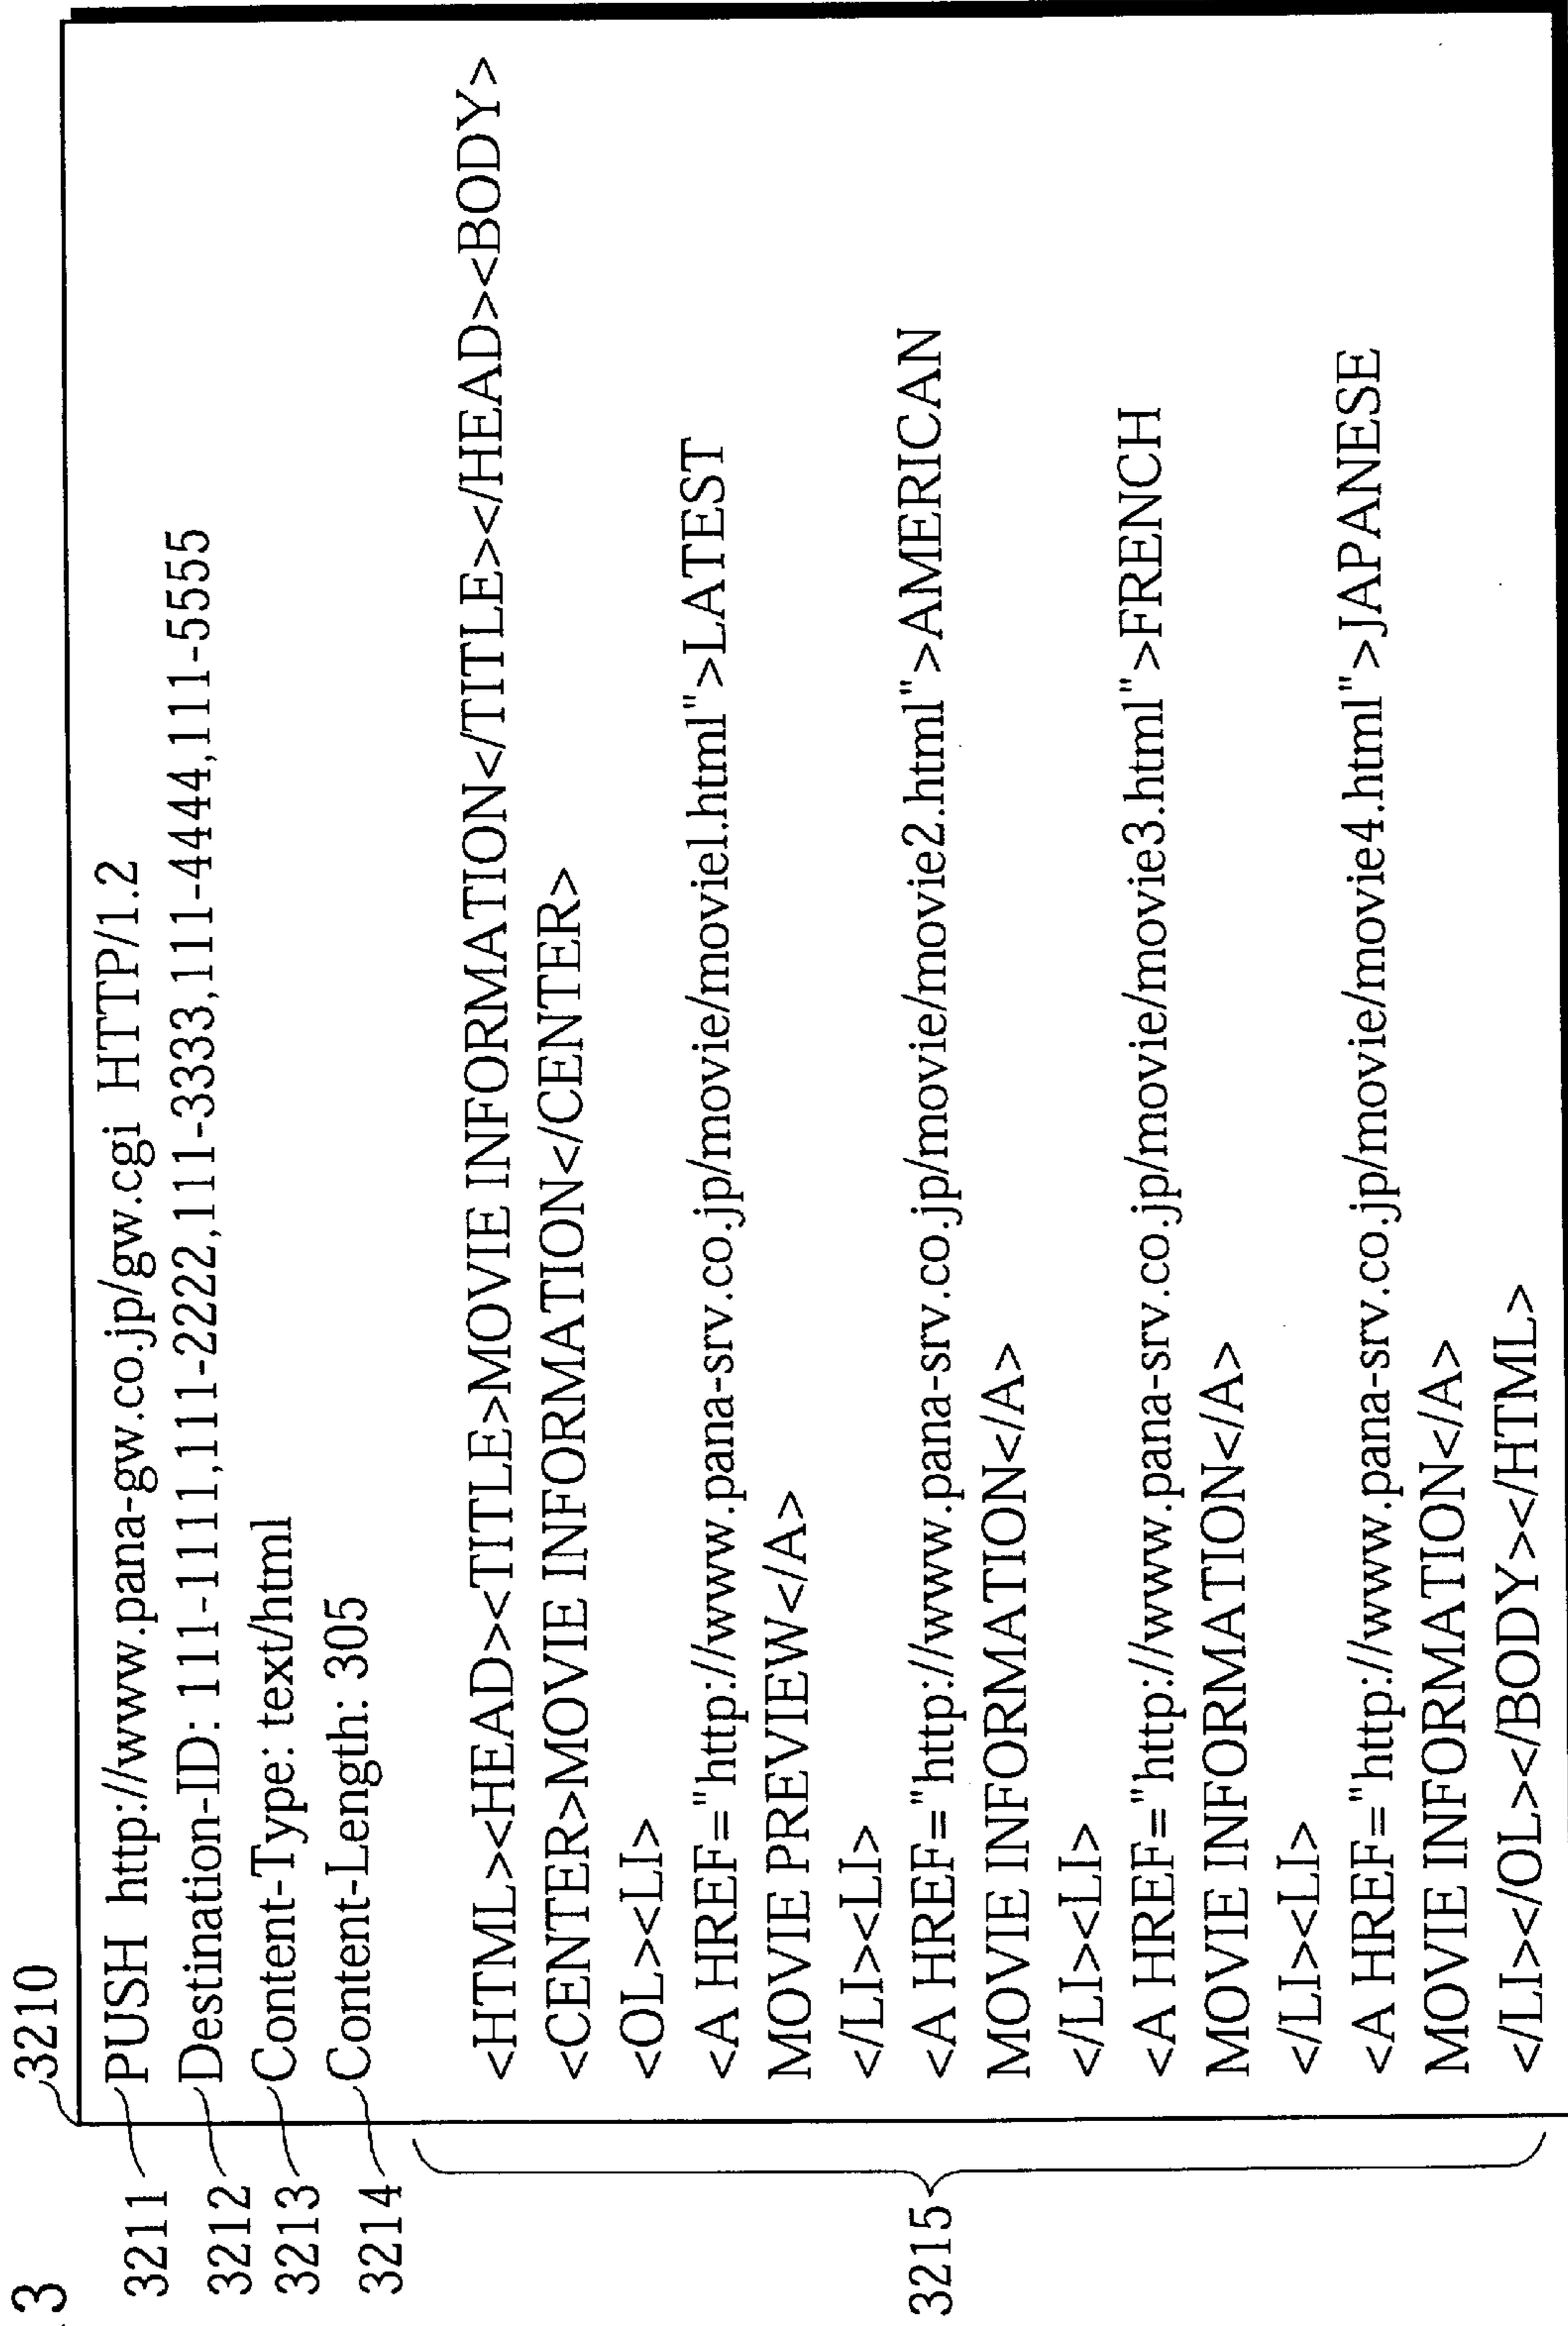 3
3210
3211 PUSH http://www.pana-gw.co.jp/gw.cgi HTTP/1.2
3212 Destination-ID: 111-1111,111-2222,111-3333,111-4444,111-5555
3213 Content-Type: text/html
3214 Content-Length: 305
3215
<HTML><HEAD><TITLE>MOVIE INFORMATION</TITLE></HEAD><BODY>
<CENTER>MOVIE INFORMATION</CENTER>
<OL><LI>
<A HREF="http://www.pana-srv.co.jp/movie/movie1.html">LATEST
MOVIE PREVIEW</A>
</LI><LI>
<A HREF="http://www.pana-srv.co.jp/movie/movie2.html">AMERICAN
MOVIE INFORMATION</A>
</LI><LI>
<A HREF="http://www.pana-srv.co.jp/movie/movie3.html">FRENCH
MOVIE INFORMATION</A>
</LI><LI>
<A HREF="http://www.pana-srv.co.jp/movie/movie4.html">JAPANESE
MOVIE INFORMATION</A>
</LI></OL></BODY></HTML>